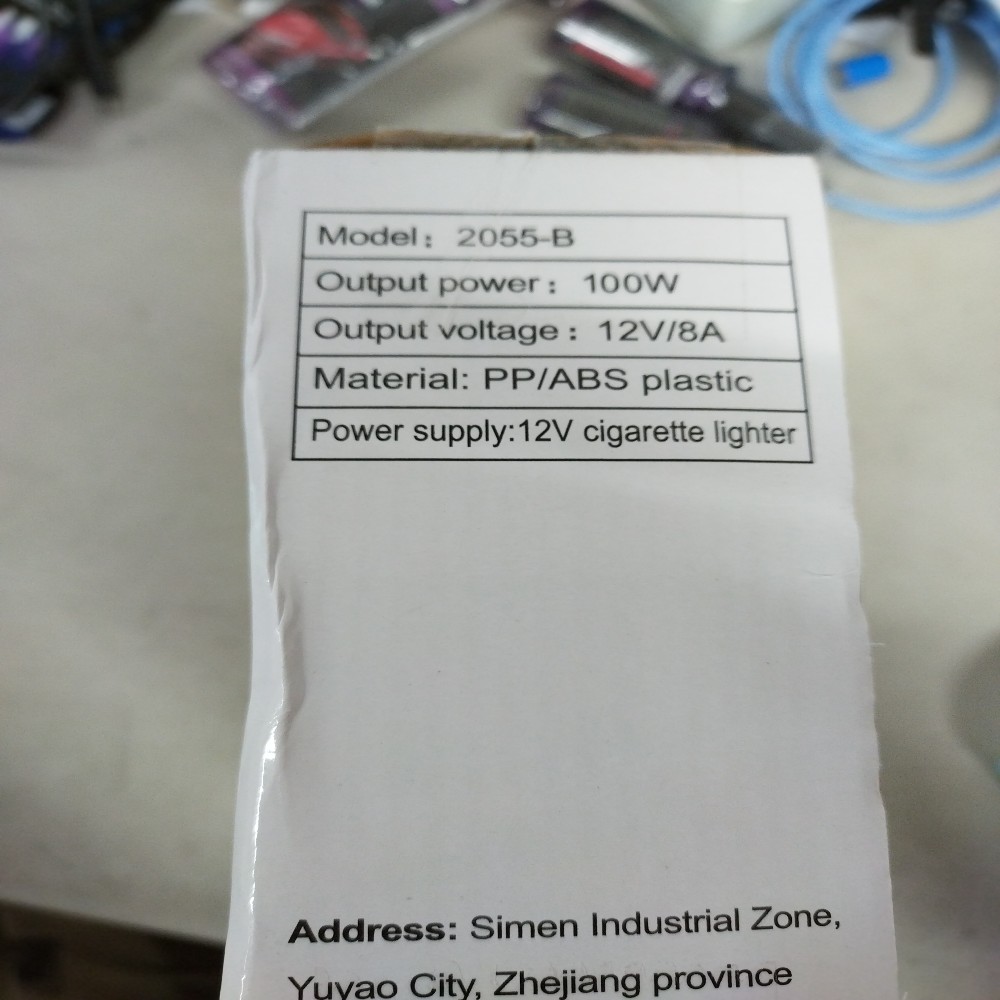 Model： 2055-B
Output power： 100W
Output voltage： 12V/8A
Material: PP/ABS plastic
Power supply:12V cigarette lighter
Address: Simen Industrial Zone,
Yuyao City, Zhejiang province